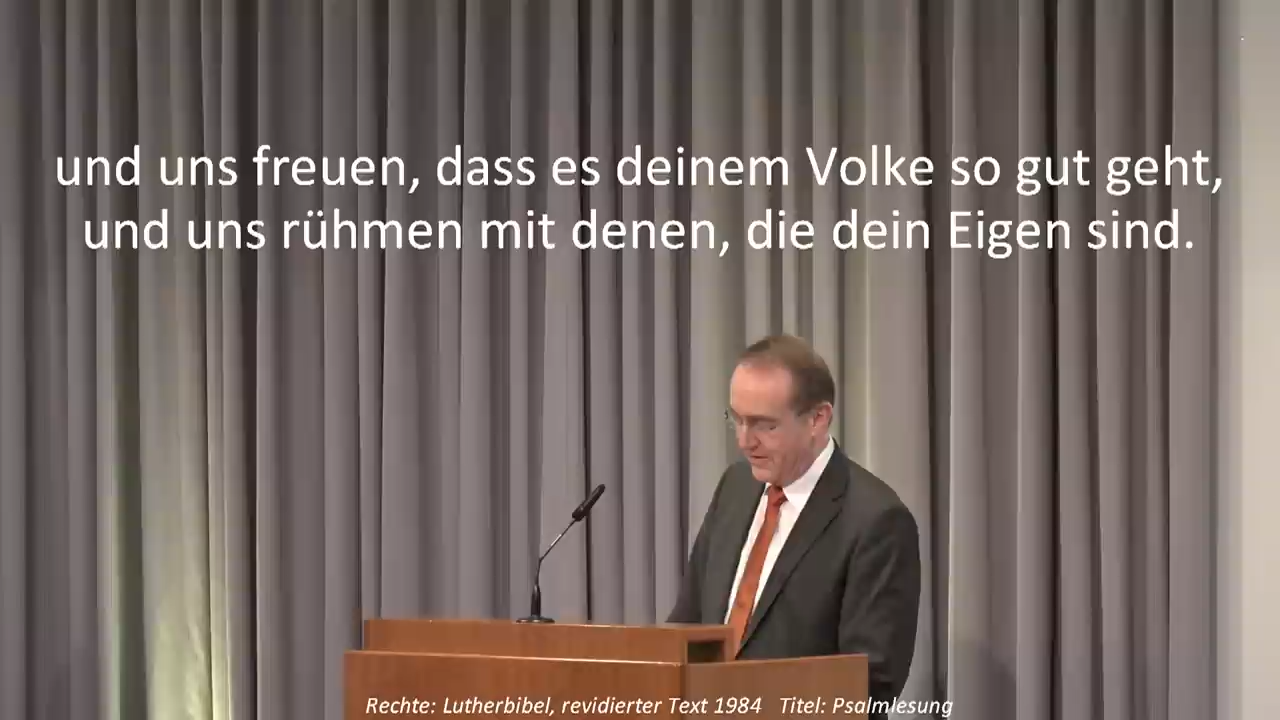 und uns freuen, dass es deinem Volke so gut geht,
und uns rühmen mit denen, die dein Eigen sind.
Rechte: Lutherbibel, revidierter Text 1984 Titel: Psalmlesung